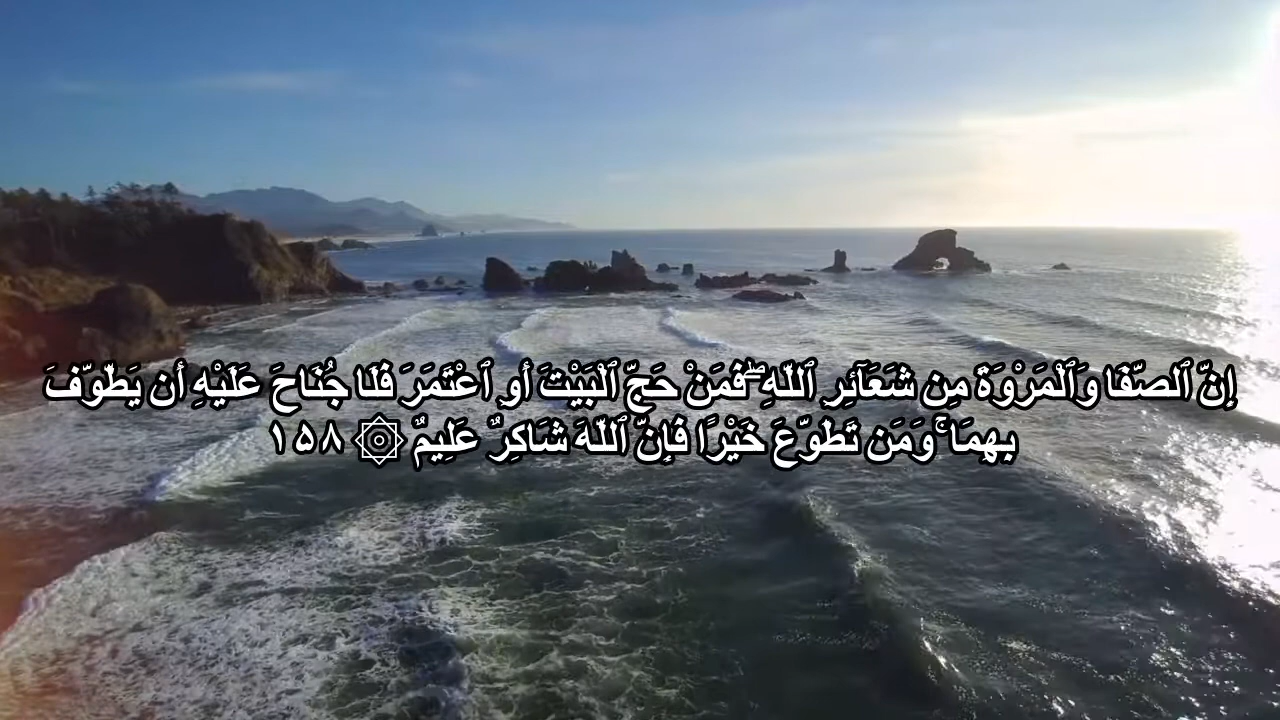 إِنَّ ٱلصَّفَا وَٱلْمَرْوَةَ مِن شَعَآئِرِ ٱللَّهِ ۖ فَمَنْ حَجَّ ٱلْبَيْتَ أَوِ ٱعْتَمَرَ فَلَا جُنَاحَ عَلَيْهِ أَن يَطَّوَّفَ
بِهِمَا ۚ وَمَن تَطَوَّعَ خَيْرًا فَإِنَّ ٱللَّهَ شَاكِرٌ عَلِيمٌ ۞ ١٥٨